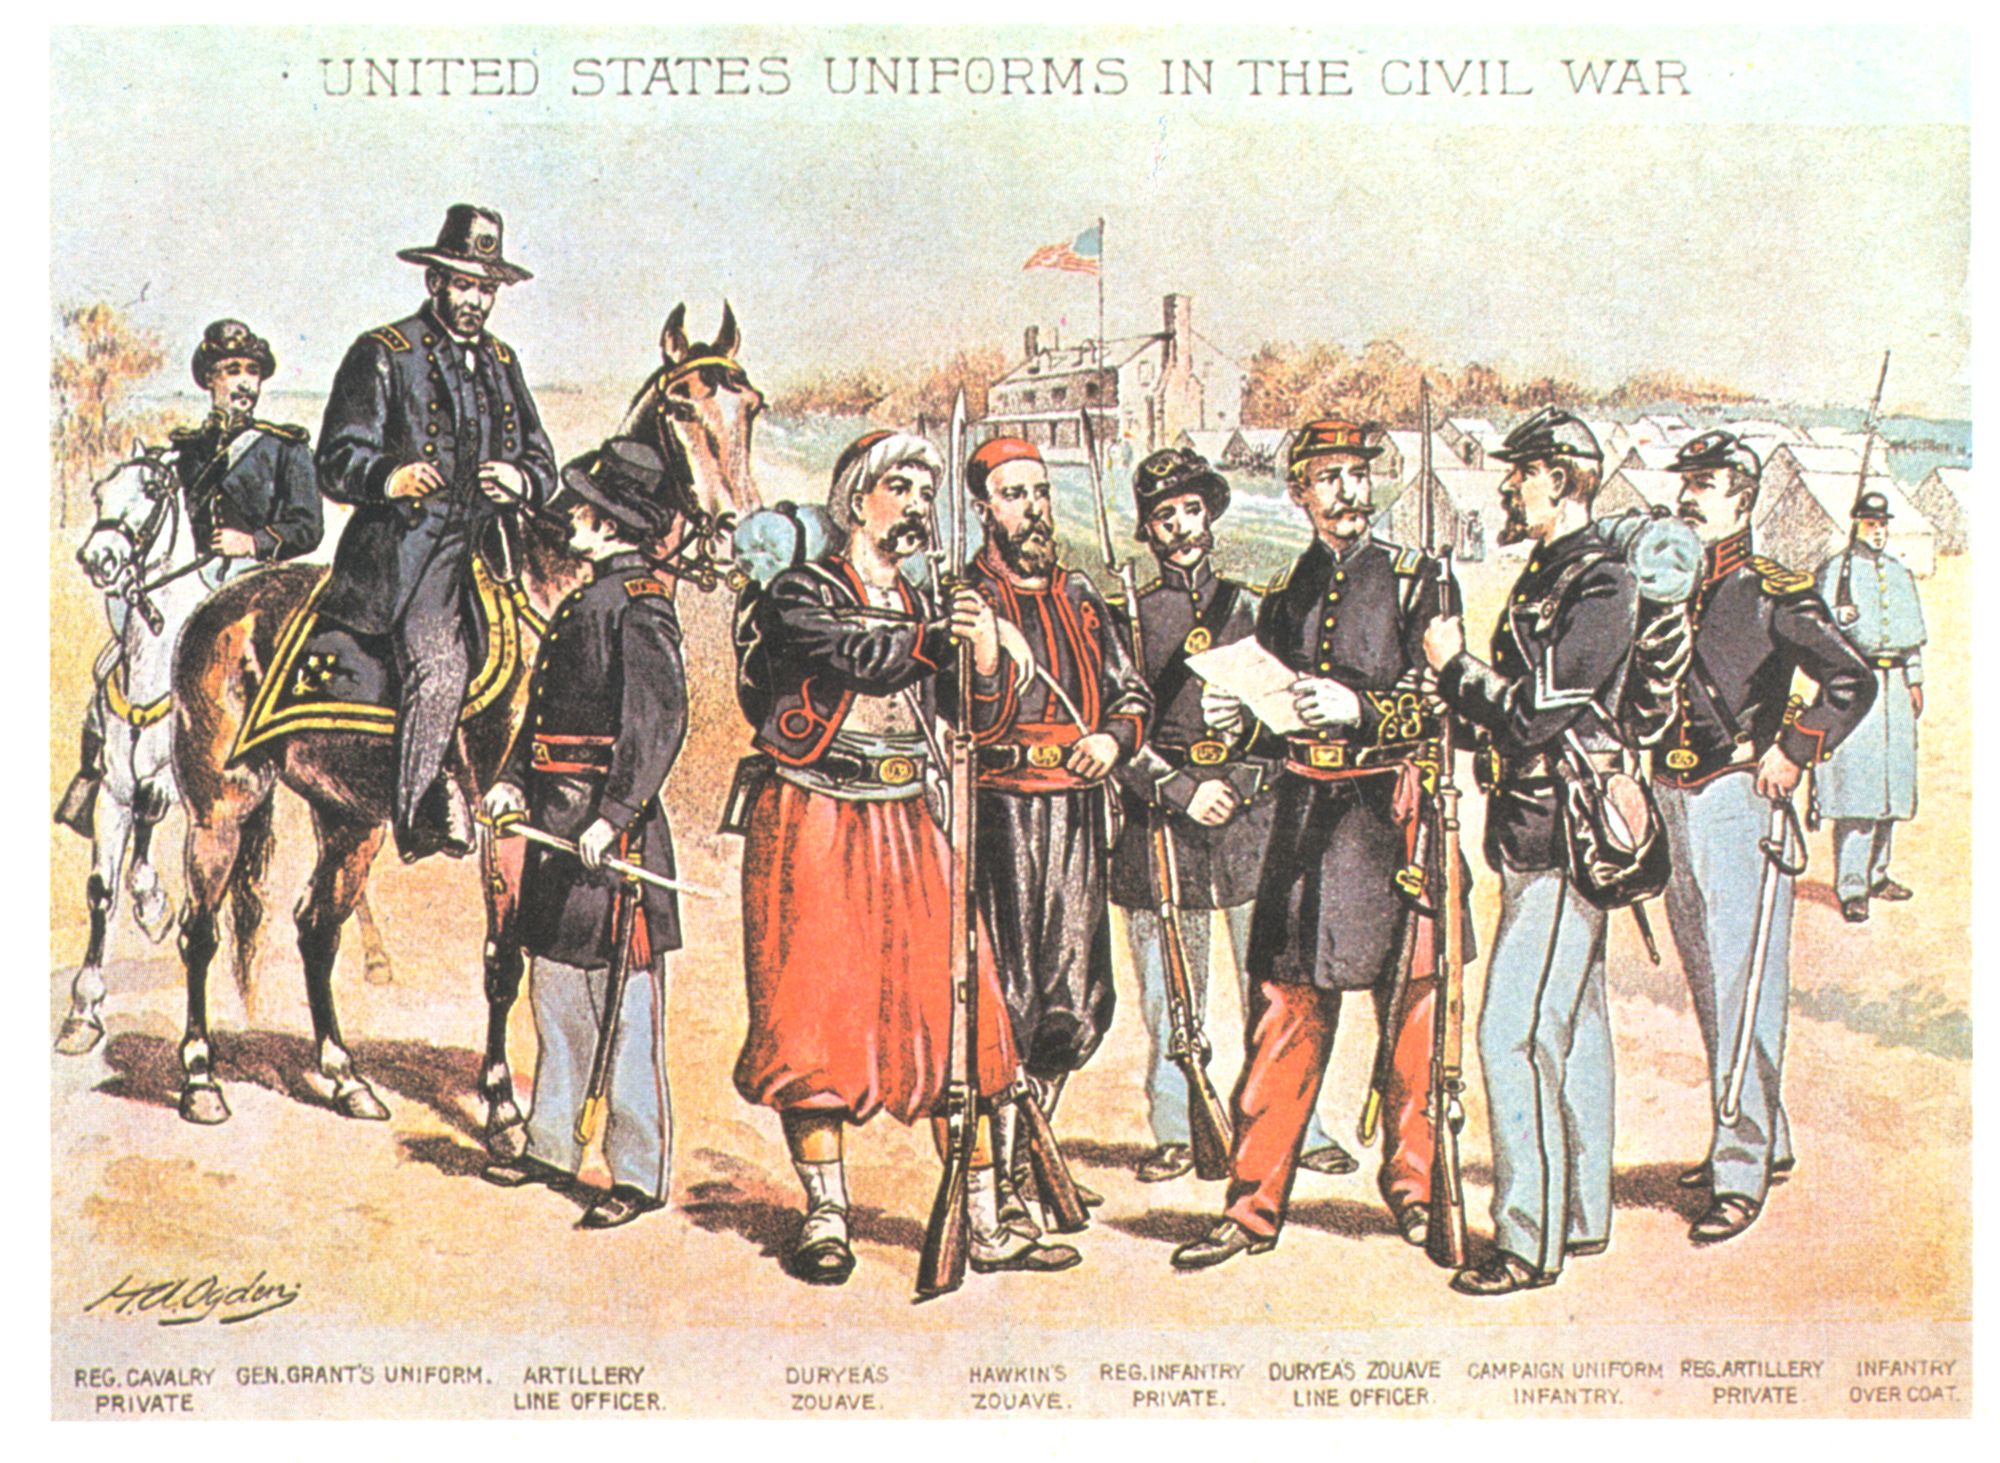 UNITED STATES UNIFORMS IN THE CIVIL WAR
H.A. Ogden
REG. CAVALRY PRIVATE
GEN. GRANT'S UNIFORM.
ARTILLERY LINE OFFICER.
DURYEA'S ZOUAVE.
HAWKIN'S ZOUAVE.
REG. INFANTRY PRIVATE.
DURYEA'S ZOUAVE LINE OFFICER.
CAMPAIGN UNIFORM INFANTRY.
REG. ARTILLERY PRIVATE
INFANTRY OVER COAT.